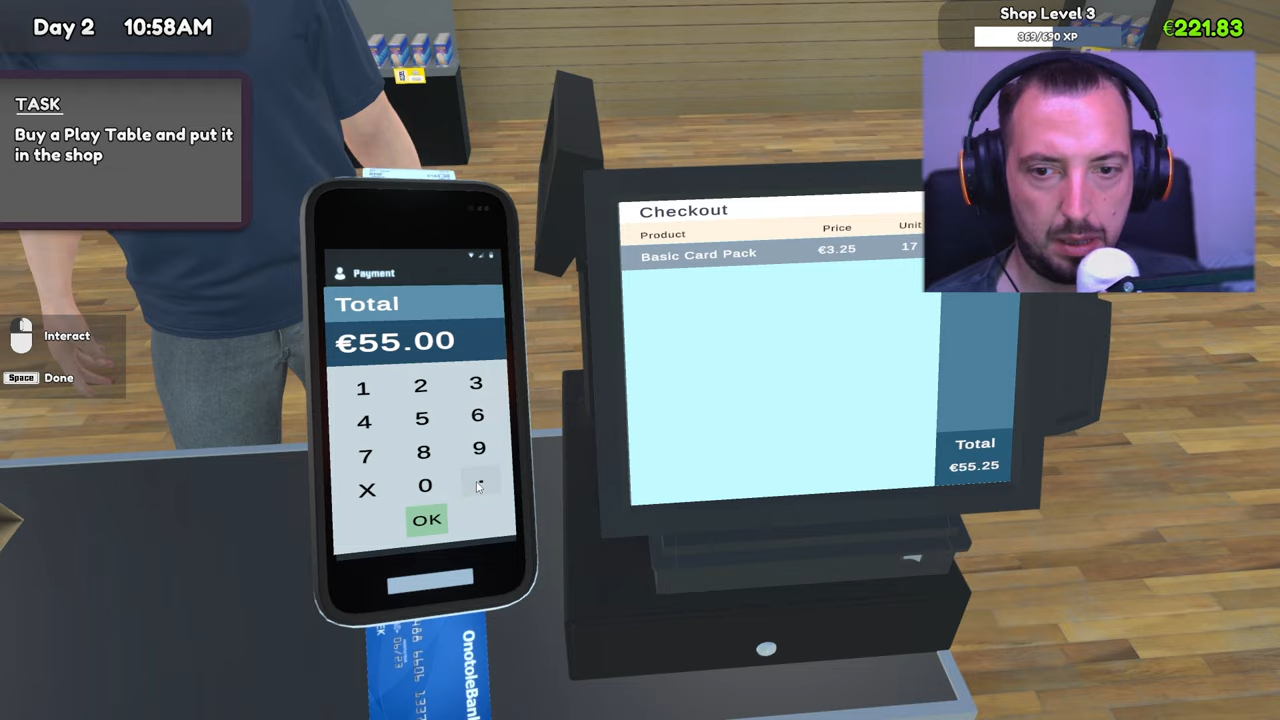 Day 2 10:58AM
Shop Level 3
369/690 XP
€221.83
TASK
Buy a Play Table and put it
in the shop
Interact
Space Done
Payment
Total
€55.00
1 2 3
4 5 6
7 8 9
X 0 .
OK
Checkout
Product Price Unit
Basic Card Pack €3.25 17
Total
€55.25
OnotoleBank